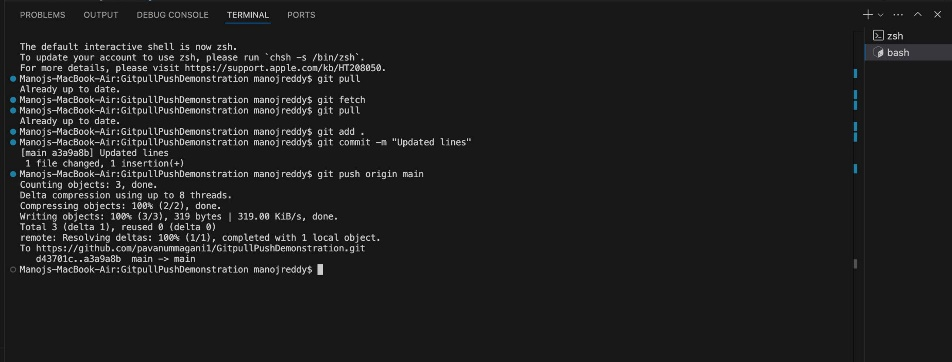 PROBLEMS OUTPUT DEBUG CONSOLE TERMINAL PORTS
zsh
bash
The default interactive shell is now zsh.
To update your account to use zsh, please run `chsh -s /bin/zsh`.
For more details, please visit https://support.apple.com/kb/HT208050.
Manojs-MacBook-Air:GitpullPushDemonstration manojreddy$ git pull
Already up to date.
Manojs-MacBook-Air:GitpullPushDemonstration manojreddy$ git fetch
Manojs-MacBook-Air:GitpullPushDemonstration manojreddy$ git pull
Already up to date.
Manojs-MacBook-Air:GitpullPushDemonstration manojreddy$ git add .
Manojs-MacBook-Air:GitpullPushDemonstration manojreddy$ git commit -m "Updated lines"
[main a3a9a8b] Updated lines
1 file changed, 1 insertion(+)
Manojs-MacBook-Air:GitpullPushDemonstration manojreddy$ git push origin main
Counting objects: 3, done.
Delta compression using up to 8 threads.
Compressing objects: 100% (2/2), done.
Writing objects: 100% (3/3), 319 bytes | 319.00 KiB/s, done.
Total 3 (delta 1), reused 0 (delta 0)
remote: Resolving deltas: 100% (1/1), completed with 1 local object.
To https://github.com/pavanummagani1/GitpullPushDemonstration.git
d43701c..a3a9a8b main -> main
Manojs-MacBook-Air:GitpullPushDemonstration manojreddy$